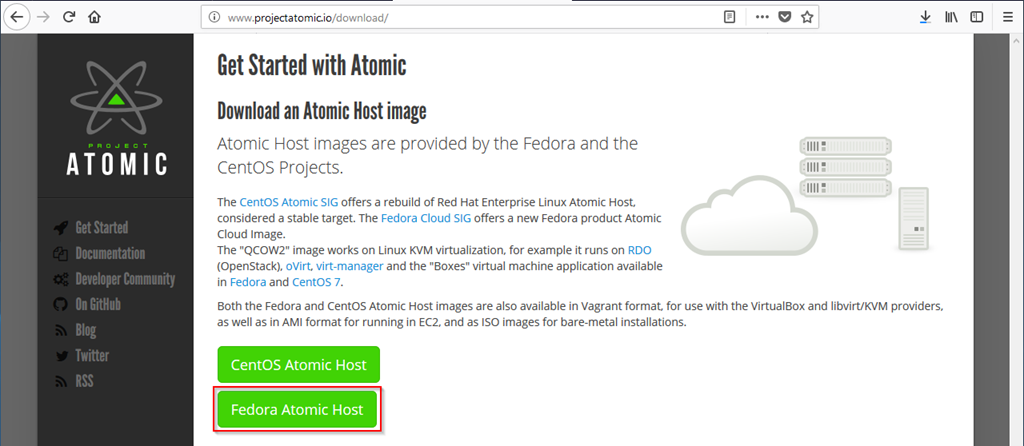 www.projectatomic.io/download/
PROJECT
ATOMIC
Get Started
Documentation
Developer Community
On GitHub
Blog
Twitter
RSS
Get Started with Atomic
Download an Atomic Host image
Atomic Host images are provided by the Fedora and the
CentOS Projects.
The CentOS Atomic SIG offers a rebuild of Red Hat Enterprise Linux Atomic Host,
considered a stable target. The Fedora Cloud SIG offers a new Fedora product Atomic
Cloud Image.
The "QCOW2" image works on Linux KVM virtualization, for example it runs on RDO
(OpenStack), oVirt, virt-manager and the "Boxes" virtual machine application available
in Fedora and CentOS 7.
Both the Fedora and CentOS Atomic Host images are also available in Vagrant format, for use with the VirtualBox and libvirt/KVM providers,
as well as in AMI format for running in EC2, and as ISO images for bare-metal installations.
CentOS Atomic Host
Fedora Atomic Host